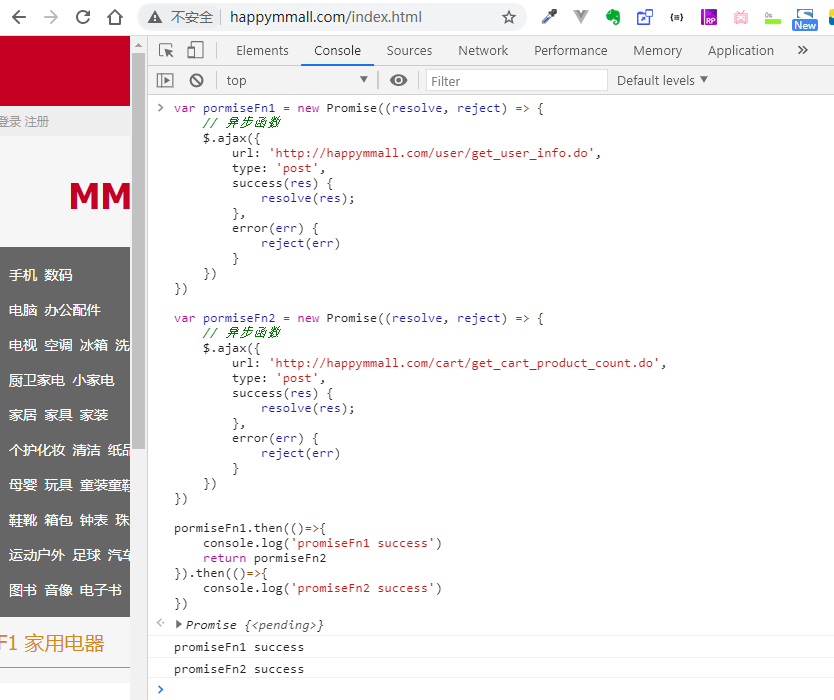 不安全 happymmall.com/index.html
RP
0s
New
Elements Console Sources Network Performance Memory Application
top Filter Default levels
登录 注册
MM
手机 数码
电脑 办公配件
电视 空调 冰箱 洗
厨卫家电 小家电
家居 家具 家装
个护化妆 清洁 纸品
母婴 玩具 童装童鞋
鞋靴 箱包 钟表 珠
运动户外 足球 汽车
图书 音像 电子书
F1 家用电器
var pormiseFn1 = new Promise((resolve, reject) => {
// 异步函数
$.ajax({
url: 'http://happymmall.com/user/get_user_info.do',
type: 'post',
success(res) {
resolve(res);
},
error(err) {
reject(err)
}
})
})
var pormiseFn2 = new Promise((resolve, reject) => {
// 异步函数
$.ajax({
url: 'http://happymmall.com/cart/get_cart_product_count.do',
type: 'post',
success(res) {
resolve(res);
},
error(err) {
reject(err)
}
})
})
pormiseFn1.then(()=>{
console.log('promiseFn1 success')
return pormiseFn2
}).then(()=>{
console.log('promiseFn2 success')
})
Promise {<pending>}
promiseFn1 success
promiseFn2 success